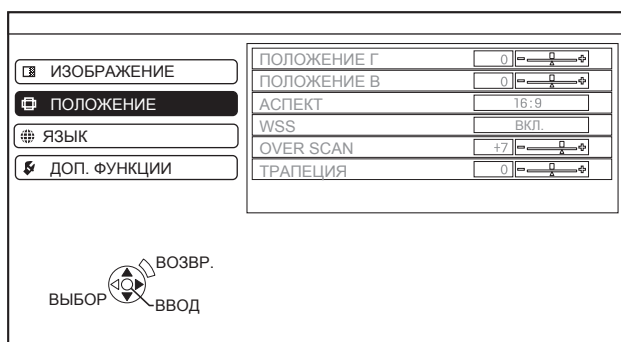 ИЗОБРАЖЕНИЕ
ПОЛОЖЕНИЕ
ЯЗЫК
ДОП. ФУНКЦИИ
ПОЛОЖЕНИЕ Г 0 - +
ПОЛОЖЕНИЕ В 0 - +
АСПЕКТ 16:9
WSS ВКЛ.
OVER SCAN +7 - +
ТРАПЕЦИЯ 0 - +
ВОЗВР.
ВЫБОР
ВВОД